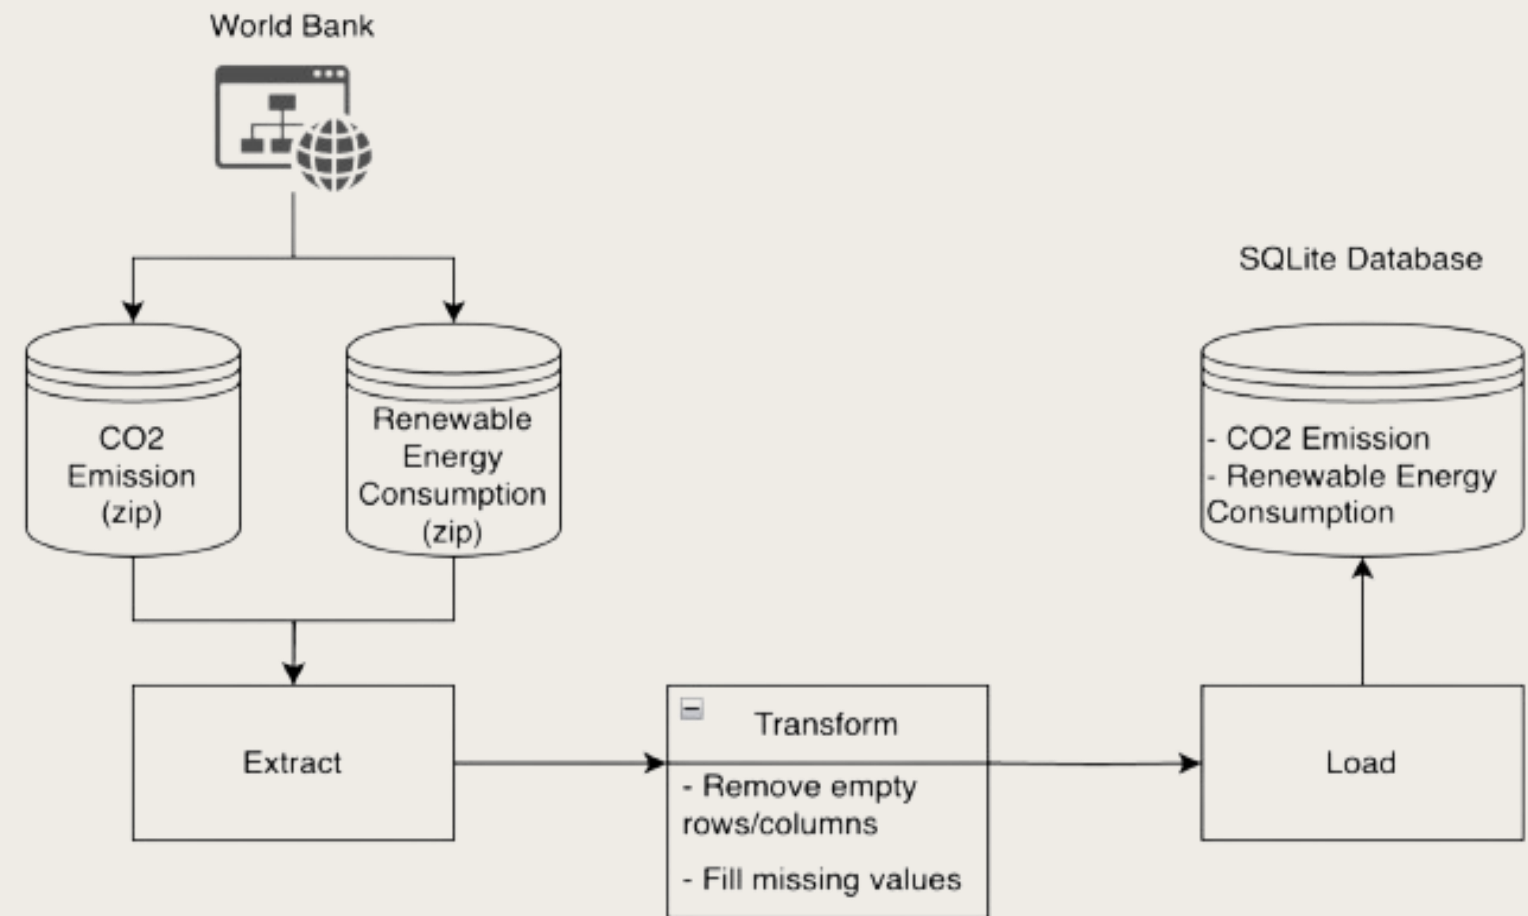 World Bank
SQLite Database
CO2
Emission
(zip)
Renewable
Energy
Consumption
(zip)
- CO2 Emission
- Renewable Energy
Consumption
Extract
Transform
- Remove empty
rows/columns
- Fill missing values
Load